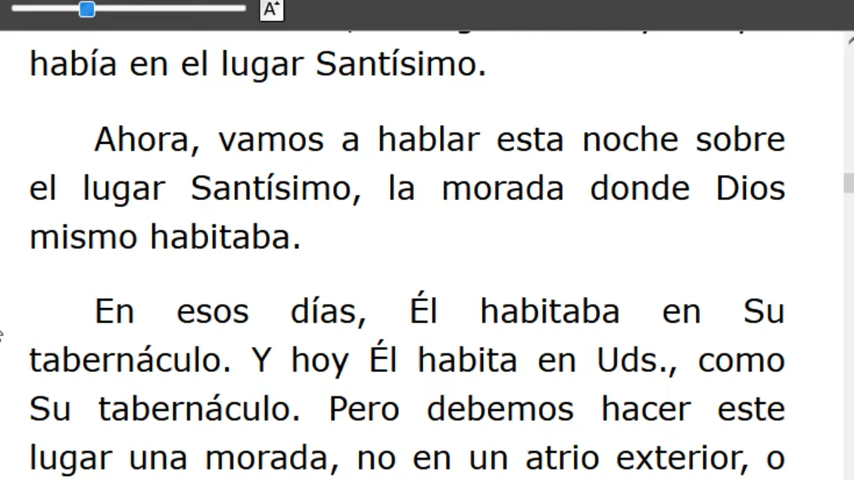 había en el lugar Santísimo.
Ahora, vamos a hablar esta noche sobre
el lugar Santísimo, la morada donde Dios
mismo habitaba.
En esos días, Él habitaba en Su
tabernáculo. Y hoy Él habita en Uds., como
Su tabernáculo. Pero debemos hacer este
lugar una morada, no en un atrio exterior, o